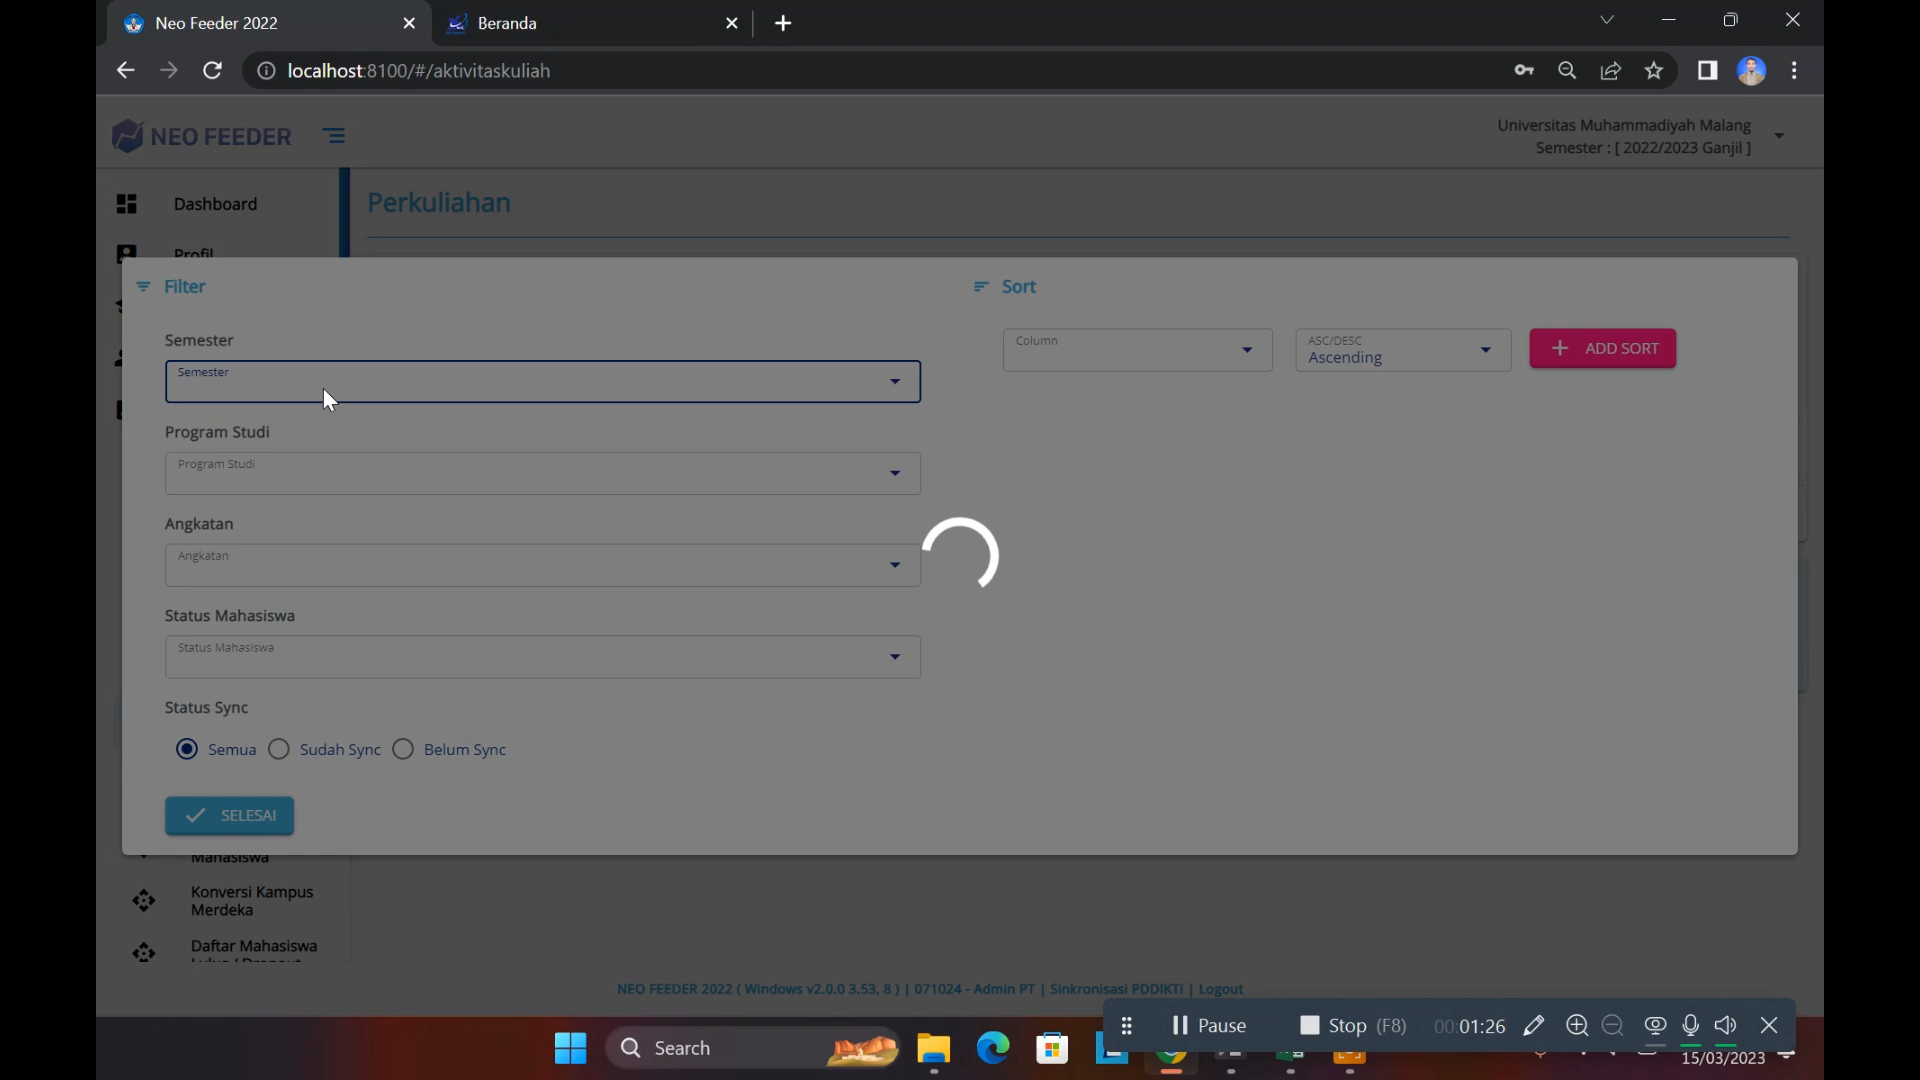 Neo Feeder 2022
Beranda
localhost:8100/#/aktivitaskuliah
NEO FEEDER
Universitas Muhammadiyah Malang
Semester : [ 2022/2023 Ganjil ]
Dashboard
Perkuliahan
Profil
Filter
Sort
Semester
Semester
Column
ASC/DESC
Ascending
ADD SORT
Program Studi
Program Studi
Angkatan
Angkatan
Status Mahasiswa
Status Mahasiswa
Status Sync
Semua
Sudah Sync
Belum Sync
SELESAI
Mahasiswa
Konversi Kampus
Merdeka
Daftar Mahasiswa
NEO FEEDER 2022 ( Windows v2.0.0 3.53, 8 ) | 071024 - Admin PT | Sinkronisasi PDDIKTI | Logout
Pause
Stop (F8)
00:01:26
Search
15/03/2023